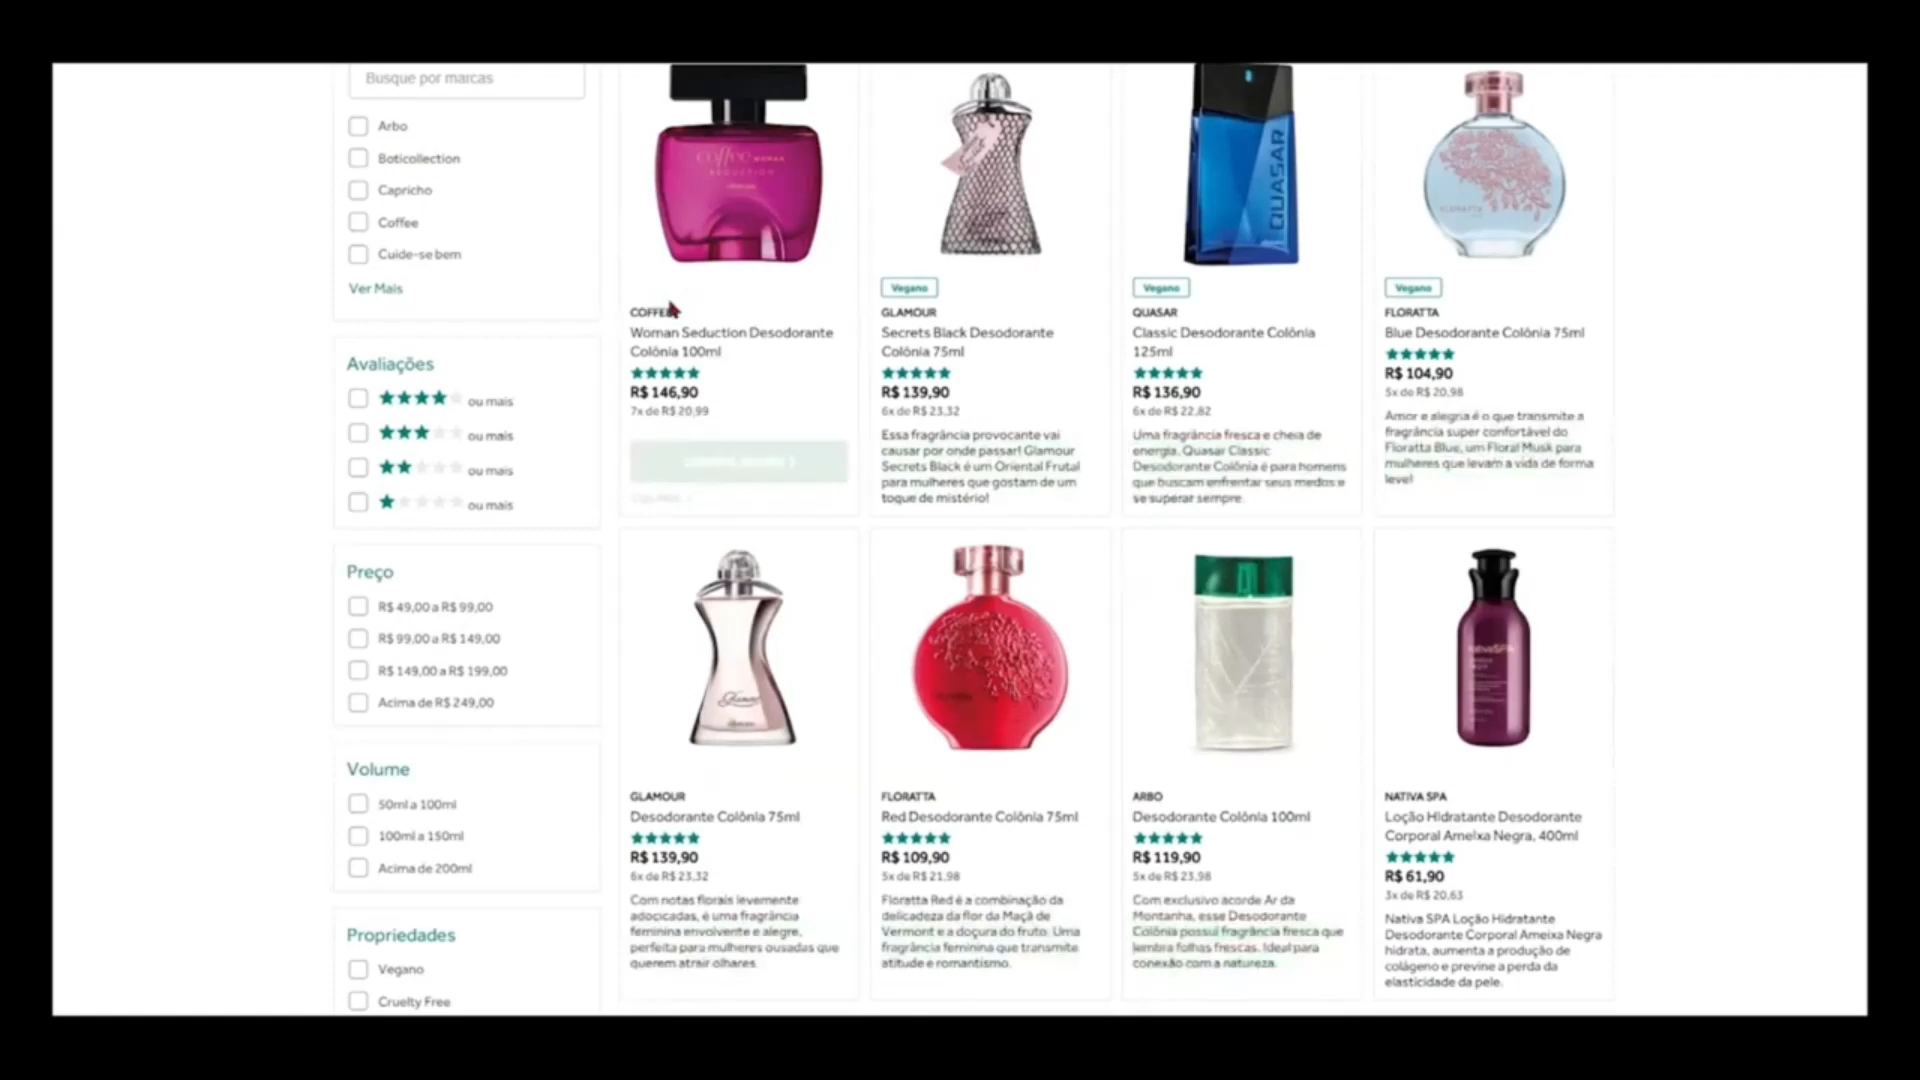 Busque por marcas
Arbo
Boticollection
Capricho
Coffee
Cuide-se bem
Ver Mais
Avaliações
ou mais
ou mais
ou mais
ou mais
Preço
R$ 49,00 a R$ 99,00
R$ 99,00 a R$ 149,00
R$ 149,00 a R$ 199,00
Acima de R$ 249,00
Volume
50ml a 100ml
100ml a 150ml
Acima de 200ml
Propriedades
Vegano
Cruelty Free
coffee WOMAN
SEDUCTION
COFFEE
Woman Seduction Desodorante
Colônia 100ml
R$ 146,90
7x de R$ 20,99
Vegano
GLAMOUR
Secrets Black Desodorante
Colônia 75ml
R$ 139,90
6x de R$ 23,32
Essa fragrância provocante vai
causar por onde passar! Glamour
Secrets Black é um Oriental Frutal
para mulheres que gostam de um
toque de mistério!
QUASAR
Vegano
QUASAR
Classic Desodorante Colônia
125ml
R$ 136,90
6x de R$ 22,82
Uma fragrância fresca e cheia de
energia. Quasar Classic
Desodorante Colônia é para homens
que buscam enfrentar seus medos e
se superar sempre.
FLORATTA
Vegano
FLORATTA
Blue Desodorante Colônia 75ml
R$ 104,90
5x de R$ 20,98
Amor e alegria é o que transmite a
fragrância super confortável do
Floratta Blue, um Floral Musk para
mulheres que levam a vida de forma
leve!
Glamour
GLAMOUR
Desodorante Colônia 75ml
R$ 139,90
6x de R$ 23,32
Com notas florais levemente
adocicadas, é uma fragrância
feminina envolvente e alegre,
perfeita para mulheres ousadas que
querem atrair olhares.
FLORATTA
Red Desodorante Colônia 75ml
R$ 109,90
5x de R$ 21,98
Floratta Red é a combinação da
delicadeza da flor da Maçã de
Vermont e a doçura do fruto. Uma
fragrância feminina que transmite
atitude e romantismo.
ARBO
Desodorante Colônia 100ml
R$ 119,90
5x de R$ 23,98
Com exclusivo acorde Ar da
Montanha, esse Desodorante
Colônia possui fragrância fresca que
lembra folhas frescas. Ideal para
conexão com a natureza.
NativaSPA
NATIVA SPA
Loção Hidratante Desodorante
Corporal Ameixa Negra, 400ml
R$ 61,90
3x de R$ 20,63
Nativa SPA Loção Hidratante
Desodorante Corporal Ameixa Negra
hidrata, aumenta a produção de
colágeno e previne a perda da
elasticidade da pele.